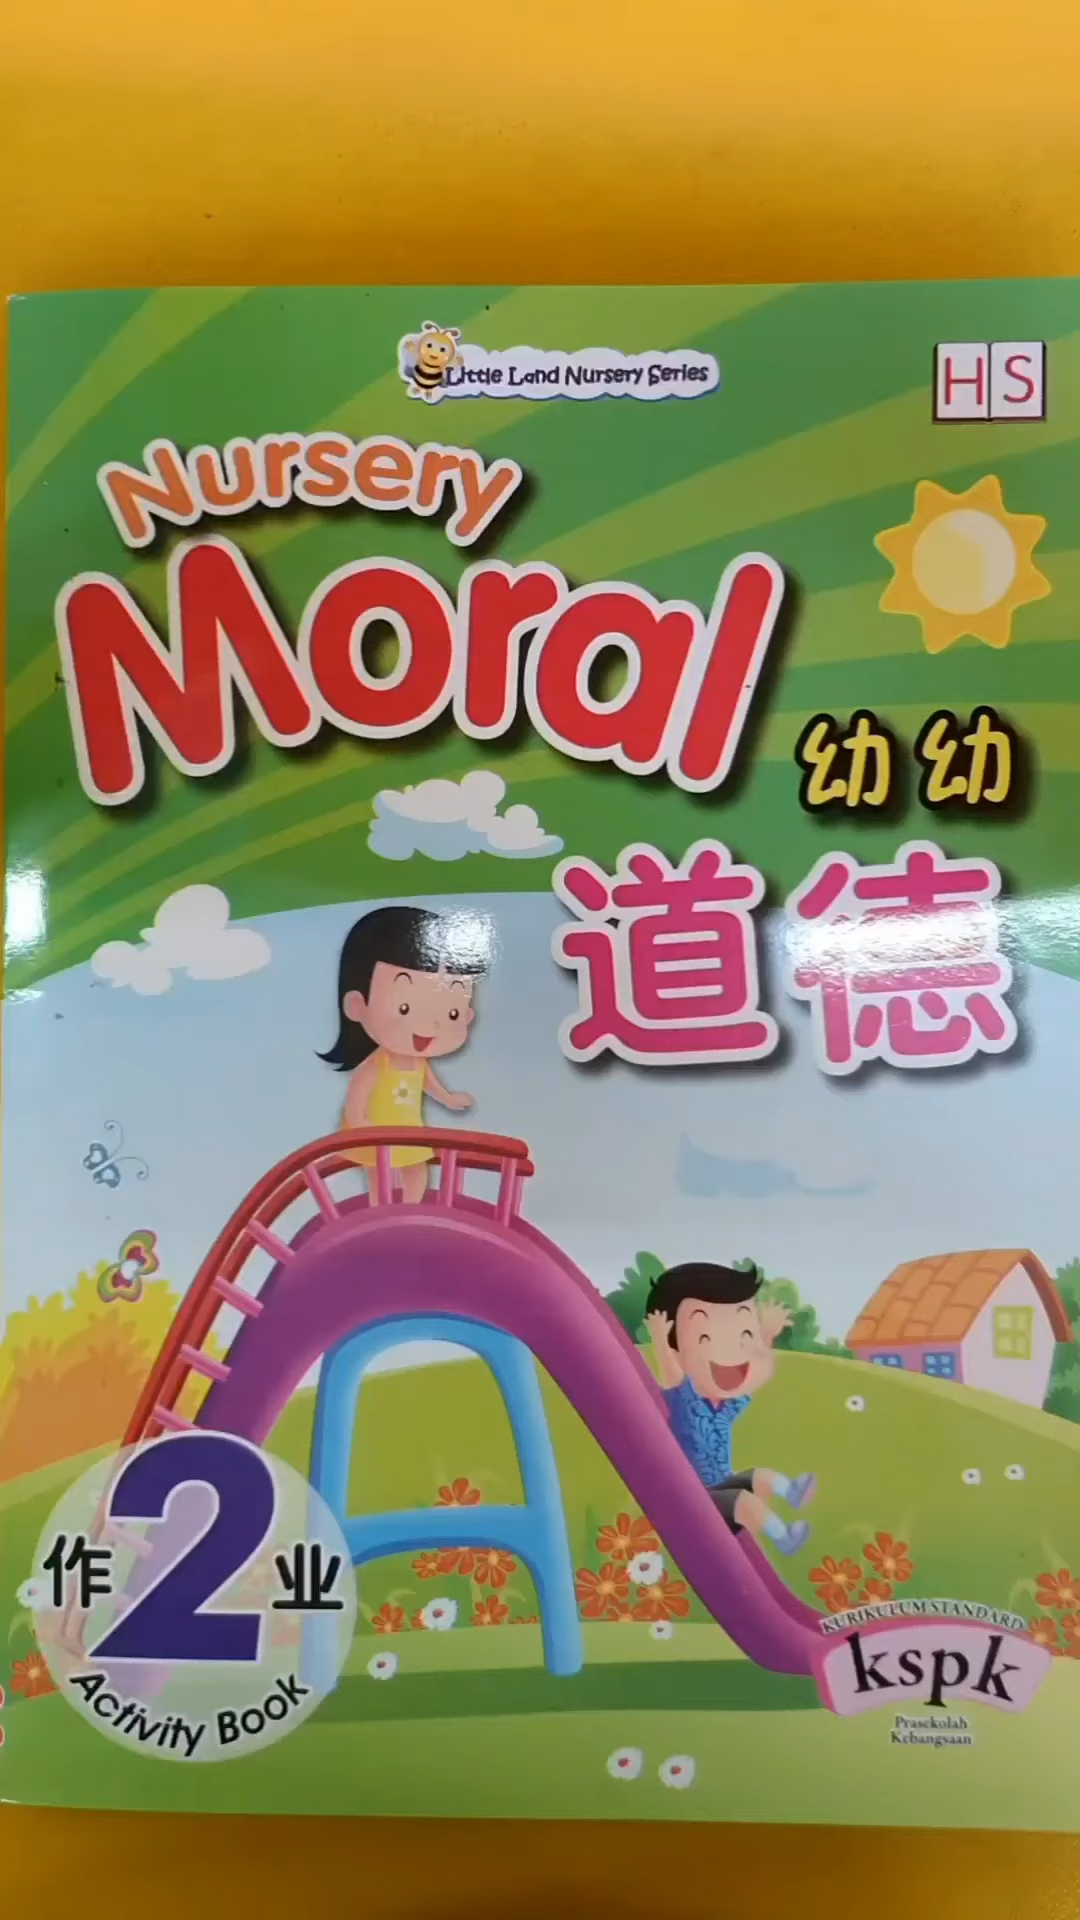 Little Land Nursery Series
HS
Nursery
Moral
幼幼
道德
作2业
Activity Book
KURIKULUM STANDARD
kspk
Prasekolah
Kebangsaan